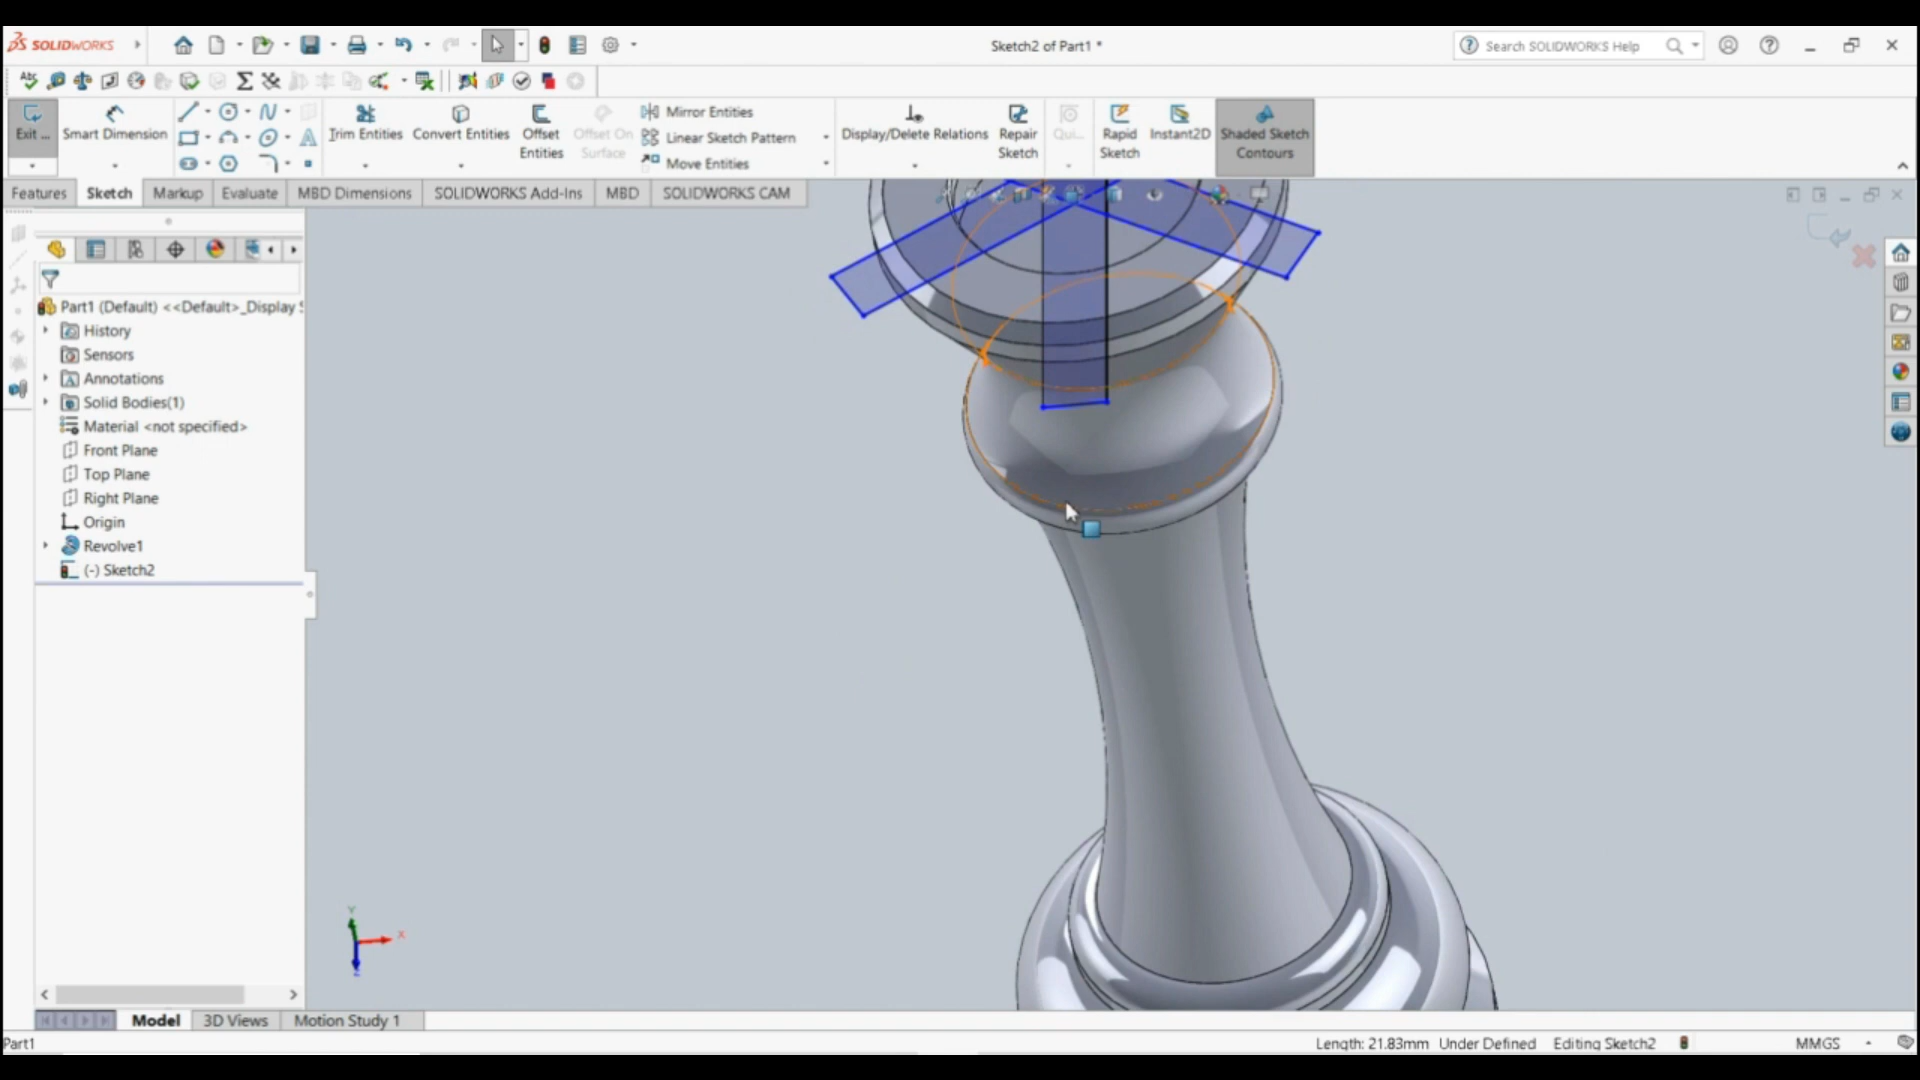 SOLIDWORKS
Sketch2 of Part1 *
Search SOLIDWORKS Help
Exit ...
Smart Dimension
Trim Entities
Convert Entities
Offset Entities
Offset On Surface
Mirror Entities
Linear Sketch Pattern
Move Entities
Display/Delete Relations
Repair Sketch
Qui...
Rapid Sketch
Instant2D
Shaded Sketch Contours
Features
Sketch
Markup
Evaluate
MBD Dimensions
SOLIDWORKS Add-Ins
MBD
SOLIDWORKS CAM
Part1 (Default) <<Default>_Display S
History
Sensors
Annotations
Solid Bodies(1)
Material <not specified>
Front Plane
Top Plane
Right Plane
Origin
Revolve1
(-) Sketch2
Y
X
Z
Model
3D Views
Motion Study 1
Part1
Length: 21.83mm
Under Defined
Editing Sketch2
MMGS